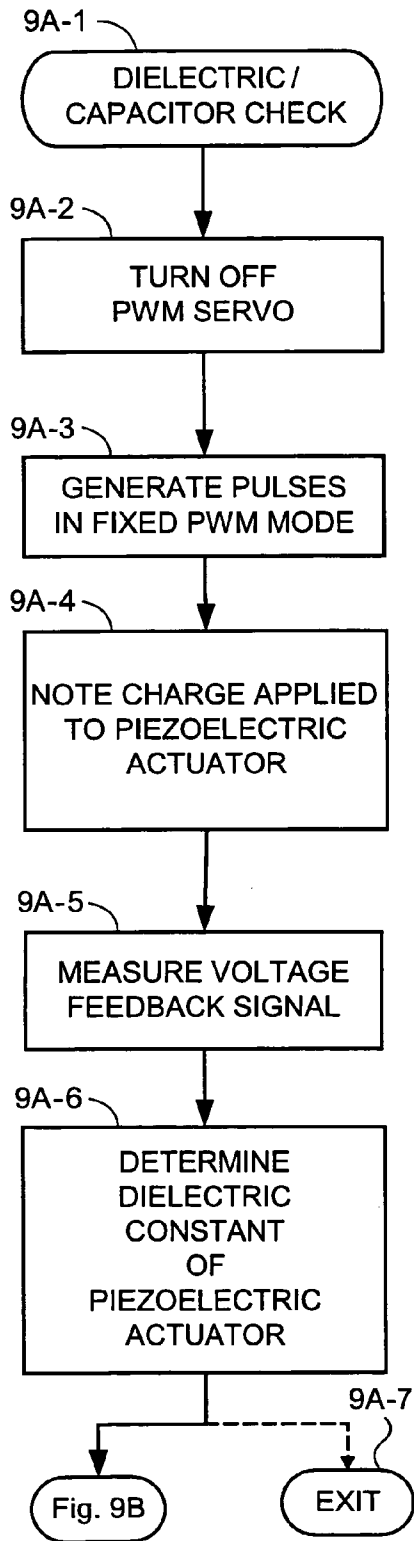 9A-1
DIELECTRIC /
CAPACITOR CHECK
9A-2
TURN OFF
PWM SERVO
9A-3
GENERATE PULSES
IN FIXED PWM MODE
9A-4
NOTE CHARGE APPLIED
TO PIEZOELECTRIC
ACTUATOR
9A-5
MEASURE VOLTAGE
FEEDBACK SIGNAL
9A-6
DETERMINE
DIELECTRIC
CONSTANT
OF
PIEZOELECTRIC
ACTUATOR
9A-7
Fig. 9B
EXIT